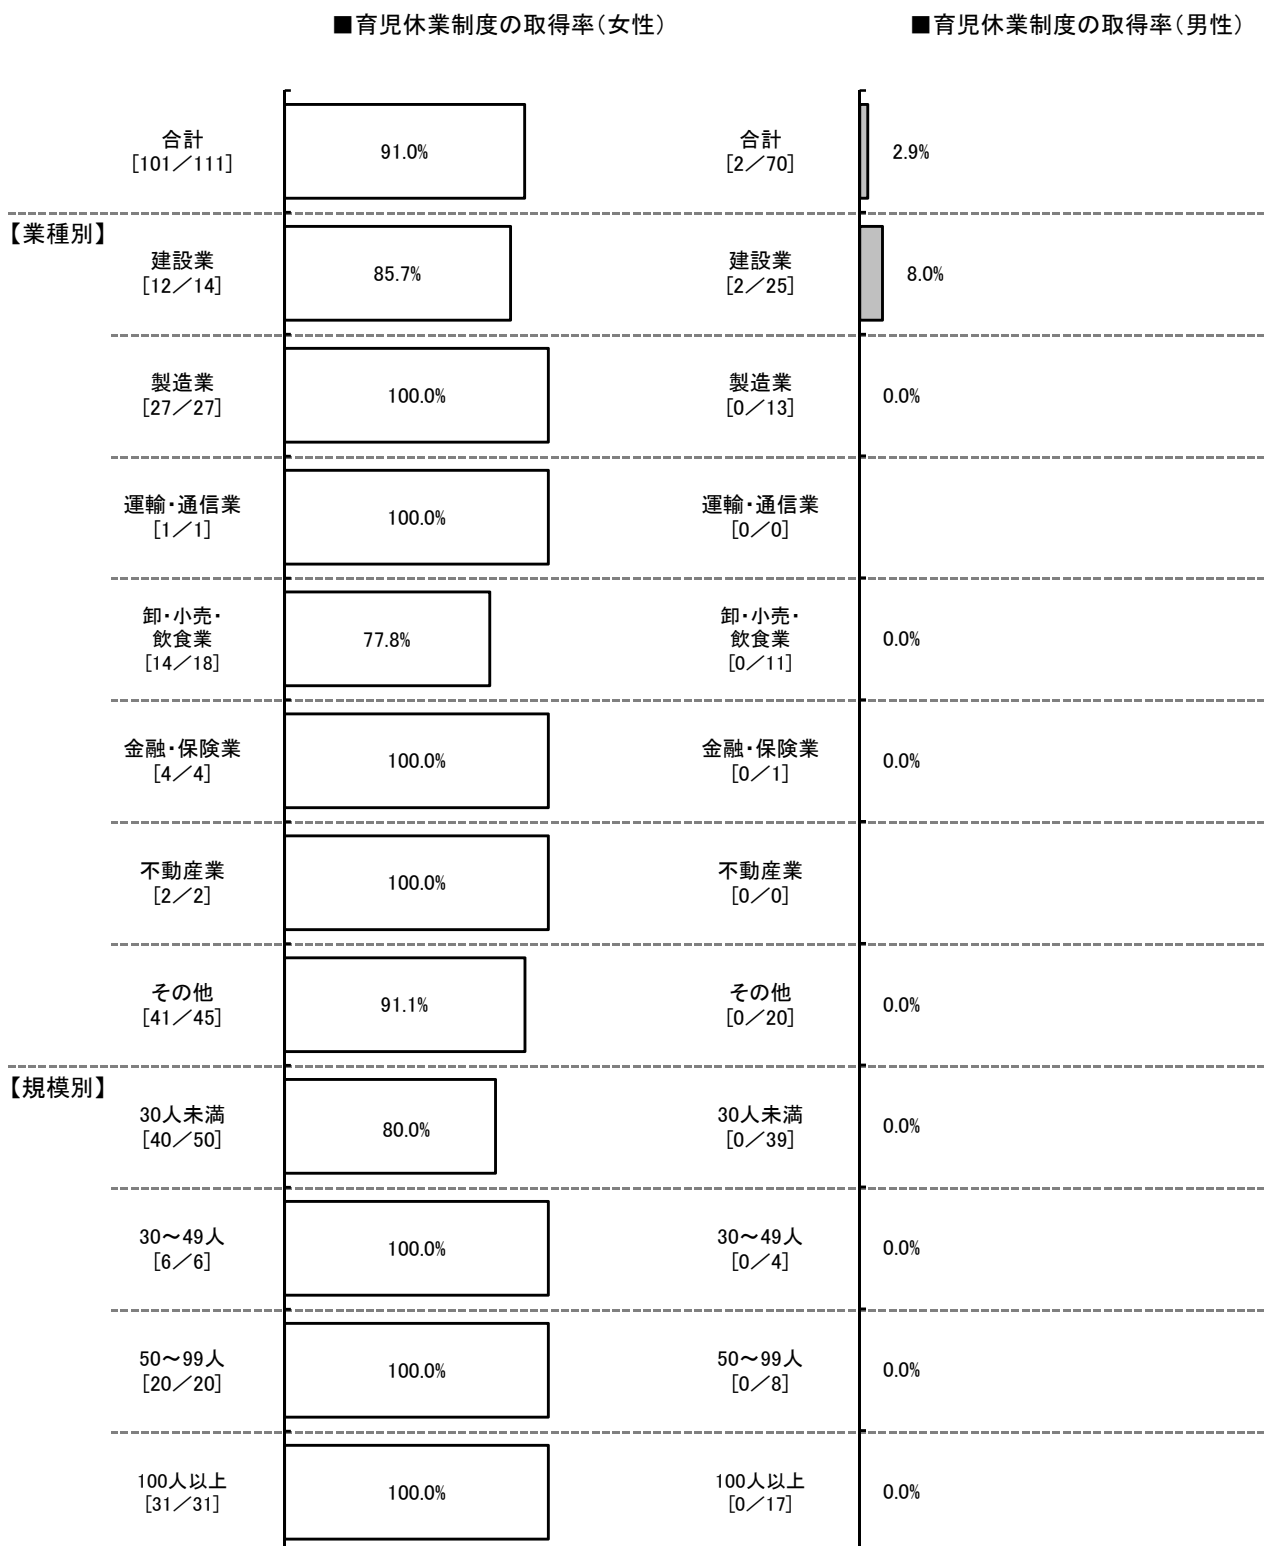 ■育児休業制度の取得率(女性)
■育児休業制度の取得率(男性)
合計
[101/111]
91.0%
合計
[2/70]
2.9%
【業種別】
建設業
[12/14]
85.7%
建設業
[2/25]
8.0%
製造業
[27/27]
100.0%
製造業
[0/13]
0.0%
運輸・通信業
[1/1]
100.0%
運輸・通信業
[0/0]
卸・小売・
飲食業
[14/18]
77.8%
卸・小売・
飲食業
[0/11]
0.0%
金融・保険業
[4/4]
100.0%
金融・保険業
[0/1]
0.0%
不動産業
[2/2]
100.0%
不動産業
[0/0]
その他
[41/45]
91.1%
その他
[0/20]
0.0%
【規模別】
30人未満
[40/50]
80.0%
30人未満
[0/39]
0.0%
30～49人
[6/6]
100.0%
30～49人
[0/4]
0.0%
50～99人
[20/20]
100.0%
50～99人
[0/8]
0.0%
100人以上
[31/31]
100.0%
100人以上
[0/17]
0.0%